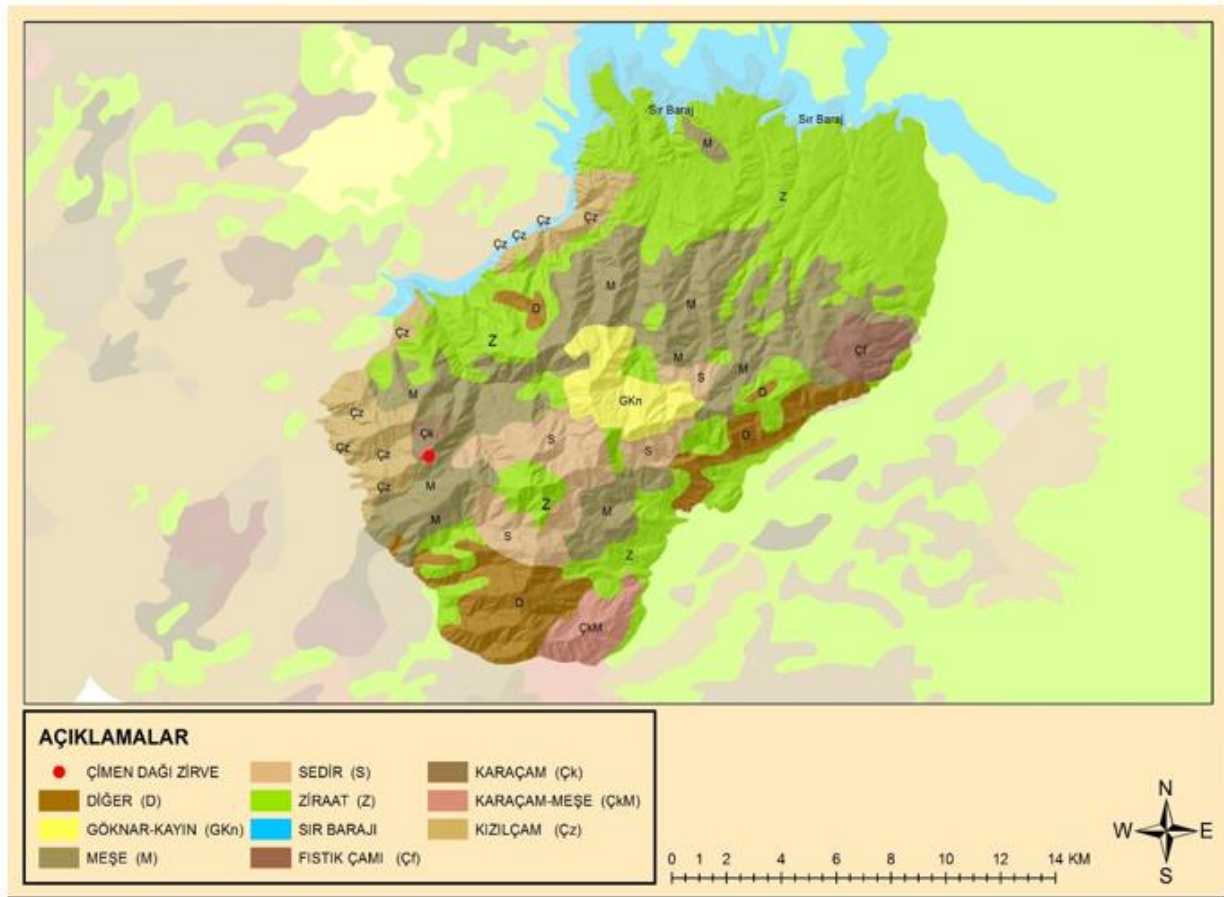 Sır Baraj
Sır Baraj
M
Z
Çz
Çz
Çz
Çz
M
M
D
Z
Çz
M
M
Çf
S
D
M
GKn
Çz
Çk
S
D
Çz
Çz
S
M
Çz
M
Z
M
S
Z
D
ÇkM
AÇIKLAMALAR
ÇİMEN DAĞI ZİRVE
DİĞER (D)
GÖKNAR-KAYIN (GKn)
MEŞE (M)
SEDİR (S)
ZİRAAT (Z)
SIR BARAJI
FISTIK ÇAMI (Çf)
KARAÇAM (Çk)
KARAÇAM-MEŞE (ÇkM)
KIZILÇAM (Çz)
0 1 2 4 6 8 10 12 14 KM
N
W E
S